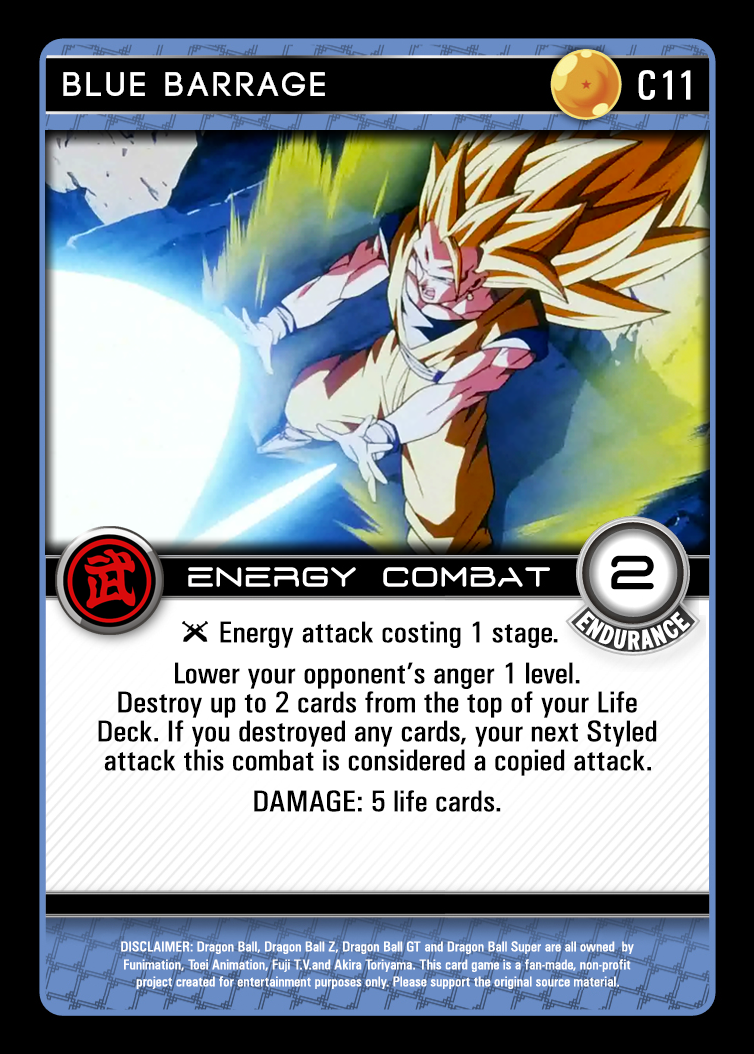 BLUE BARRAGE
C11
武
ENERGY COMBAT
2
ENDURANCE
Energy attack costing 1 stage.
Lower your opponent's anger 1 level.
Destroy up to 2 cards from the top of your Life
Deck. If you destroyed any cards, your next Styled
attack this combat is considered a copied attack.
DAMAGE: 5 life cards.
DISCLAIMER: Dragon Ball, Dragon Ball Z, Dragon Ball GT and Dragon Ball Super are all owned by
Funimation, Toei Animation, Fuji T.V.and Akira Toriyama. This card game is a fan-made, non-profit
project created for entertainment purposes only. Please support the original source material.